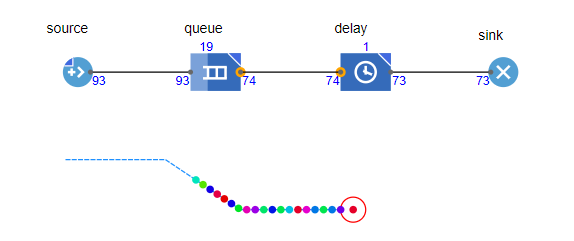 source queue delay sink
19 1
93 93 74 74 73 73